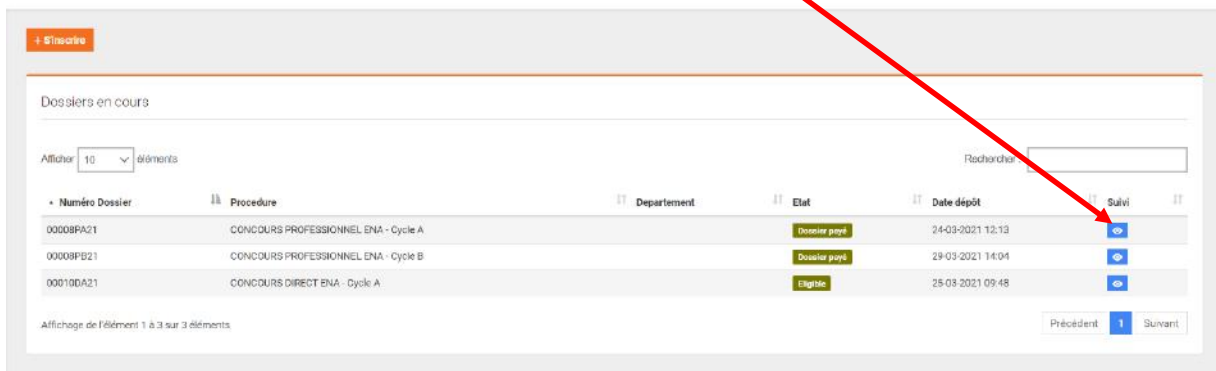 + S'inscrire
Dossiers en cours
Afficher 10 éléments Rechercher :
Numéro Dossier Procedure Departement Etat Date dépôt Suivi
00008PA21 CONCOURS PROFESSIONNEL ENA - Cycle A Dossier payé 24-03-2021 12:13
00008PB21 CONCOURS PROFESSIONNEL ENA - Cycle B Dossier payé 29-03-2021 14:04
00010DA21 CONCOURS DIRECT ENA - Cycle A Eligible 25-03-2021 09:48
Affichage de l'élément 1 à 3 sur 3 éléments Précédent 1 Suivant